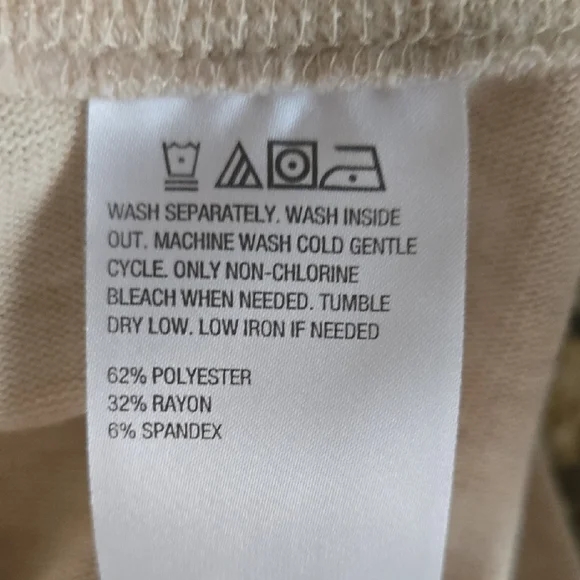 WASH SEPARATELY. WASH INSIDE
OUT. MACHINE WASH COLD GENTLE
CYCLE. ONLY NON-CHLORINE
BLEACH WHEN NEEDED. TUMBLE
DRY LOW. LOW IRON IF NEEDED
62% POLYESTER
32% RAYON
6% SPANDEX